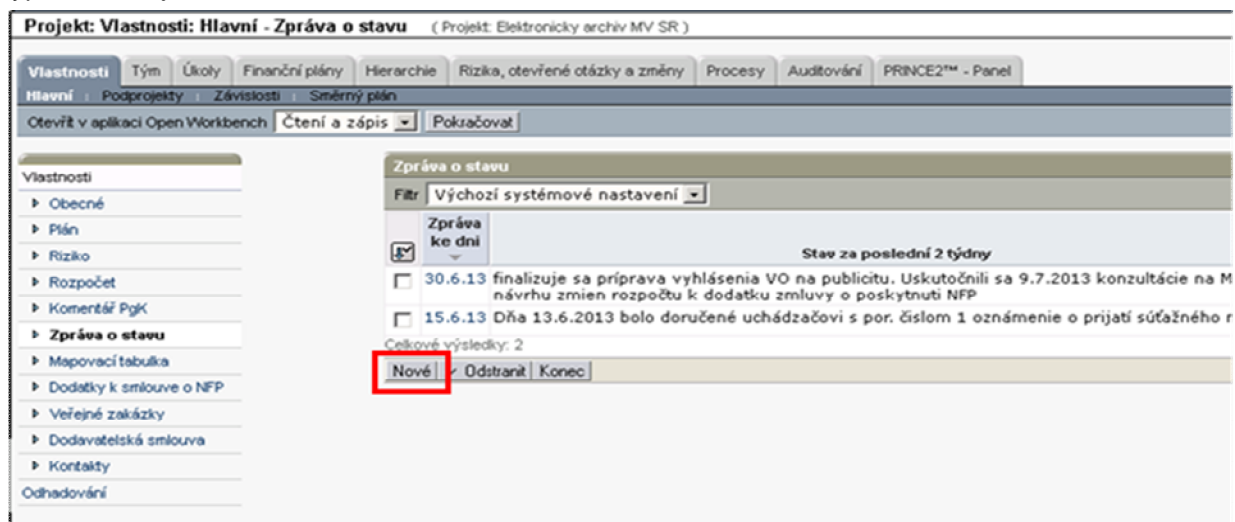 Projekt: Vlastnosti: Hlavní - Zpráva o stavu ( Projekt: Elektronicky archiv MV SR )
Vlastnosti Tým Úkoly Finanční plány Hierarchie Rizika, otevřené otázky a změny Procesy Auditování PRINCE2™ - Panel
Hlavní Podprojekty Závislosti Směrný plán
Otevřít v aplikaci Open Workbench Čtení a zápis Pokračovat
Vlastnosti
Obecné
Plán
Riziko
Rozpočet
Komentář PgK
Zpráva o stavu
Mapovací tabulka
Dodatky k smlouve o NFP
Veřejné zakázky
Dodavatelská smlouva
Kontakty
Odhadování
Zpráva o stavu
Filtr Výchozí systémové nastavení
Zpráva
ke dni
Stav za poslední 2 týdny
30.6.13 finalizuje sa príprava vyhlásenia VO na publicitu. Uskutočnili sa 9.7.2013 konzultácie na M
návrhu zmien rozpočtu k dodatku zmluvy o poskytnutí NFP
15.6.13 Dňa 13.6.2013 bolo doručené uchádzačovi s por. číslom 1 oznámenie o prijatí súťažného
Celkové výsledky: 2
Nové Odstranit Konec